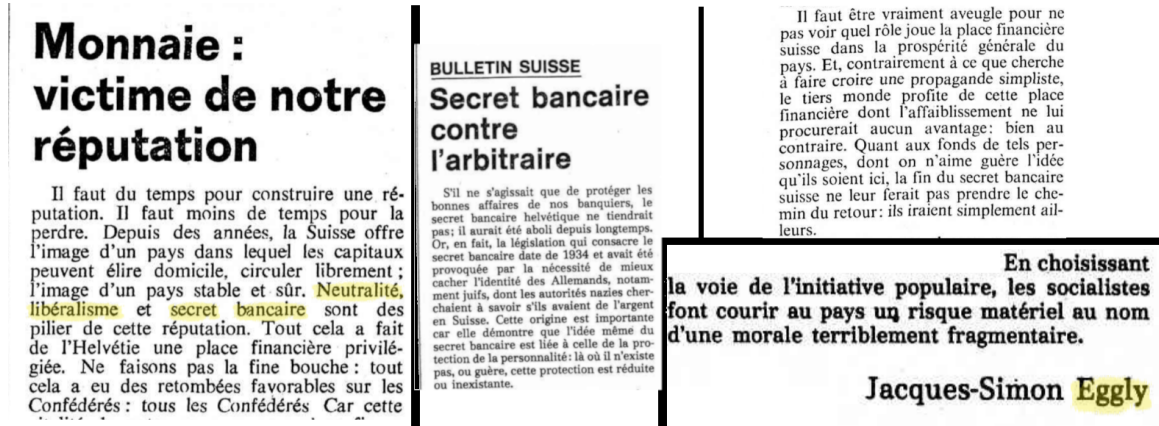 Monnaie :
victime de notre
réputation
Il faut du temps pour construire une ré-
putation. Il faut moins de temps pour la
perdre. Depuis des années, la Suisse offre
l'image d'un pays dans lequel les capitaux
peuvent élire domicile, circuler librement ;
l'image d'un pays stable et sûr. Neutralité,
libéralisme et secret bancaire sont des
pilier de cette réputation. Tout cela a fait
de l'Helvétie une place financière privilé-
giée. Ne faisons pas la fine bouche : tout
cela a eu des retombées favorables sur les
Confédérés : tous les Confédérés Car cette
BULLETIN SUISSE
Secret bancaire
contre
l'arbitraire
S'il ne s'agissait que de protéger les
bonnes affaires de nos banquiers, le
secret bancaire helvétique ne tiendrait
pas; il aurait été aboli depuis longtemps.
Or, en fait, la législation qui consacre le
secret bancaire date de 1934 et avait été
provoquée par la nécessité de mieux
cacher l'identité des Allemands, notam-
ment juifs, dont les autorités nazies cher-
chaient à savoir s'ils avaient de l'argent
en Suisse. Cette origine est importante
car elle démontre que l'idée même du
secret bancaire est liée à celle de la pro-
tection de la personnalité: là où il n'existe
pas, ou guère, cette protection est réduite
ou inexistante.
Il faut être vraiment aveugle pour ne
pas voir quel rôle joue la place financière
suisse dans la prospérité générale du
pays. Et, contrairement à ce que cherche
à faire croire une propagande simpliste,
le tiers monde profite de cette place
financière dont l'affaiblissement ne lui
procurerait aucun avantage: bien au
contraire. Quant aux fonds de tels per-
sonnages, dont on n'aime guère l'idée
qu'ils soient ici, la fin du secret bancaire
suisse ne leur ferait pas prendre le che-
min du retour: ils iraient simplement ail-
leurs.
En choisissant
la voie de l'initiative populaire, les socialistes
font courir au pays un risque matériel au nom
d'une morale terriblement fragmentaire.
Jacques-Simon Eggly